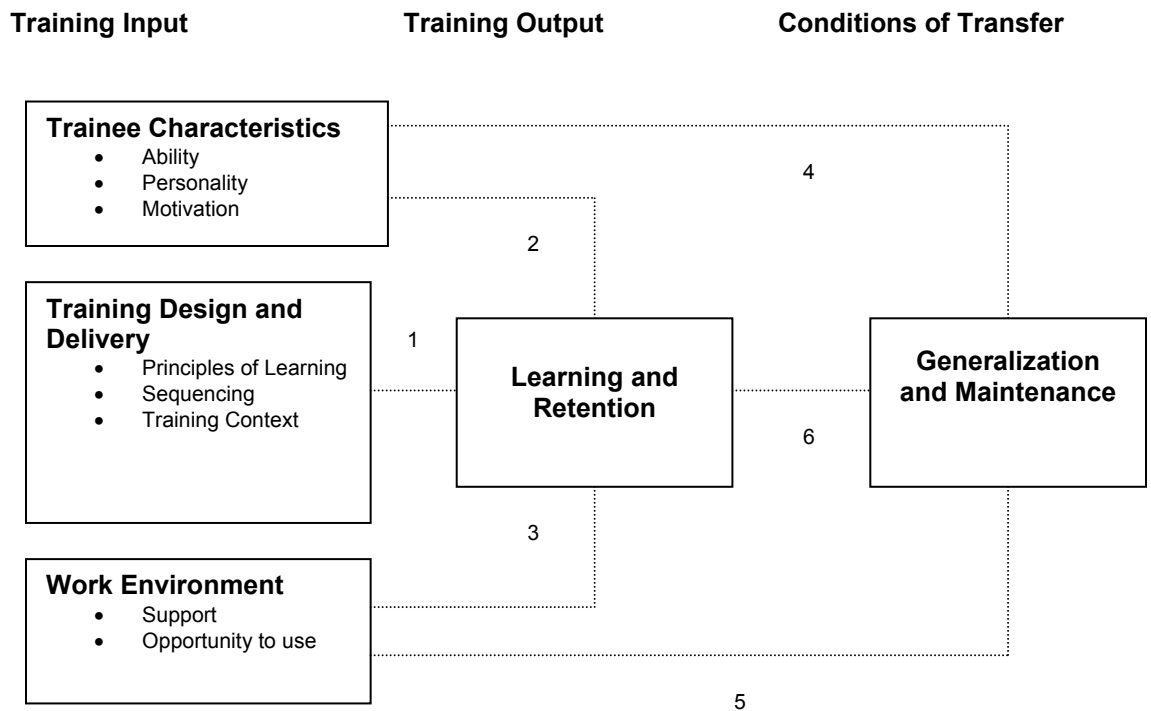 Training Input Training Output Conditions of Transfer
Trainee Characteristics
• Ability
• Personality
• Motivation
4
2
Training Design and
Delivery
• Principles of Learning
• Sequencing
• Training Context
1
Learning and
Retention
Generalization
and Maintenance
6
3
Work Environment
• Support
• Opportunity to use
5